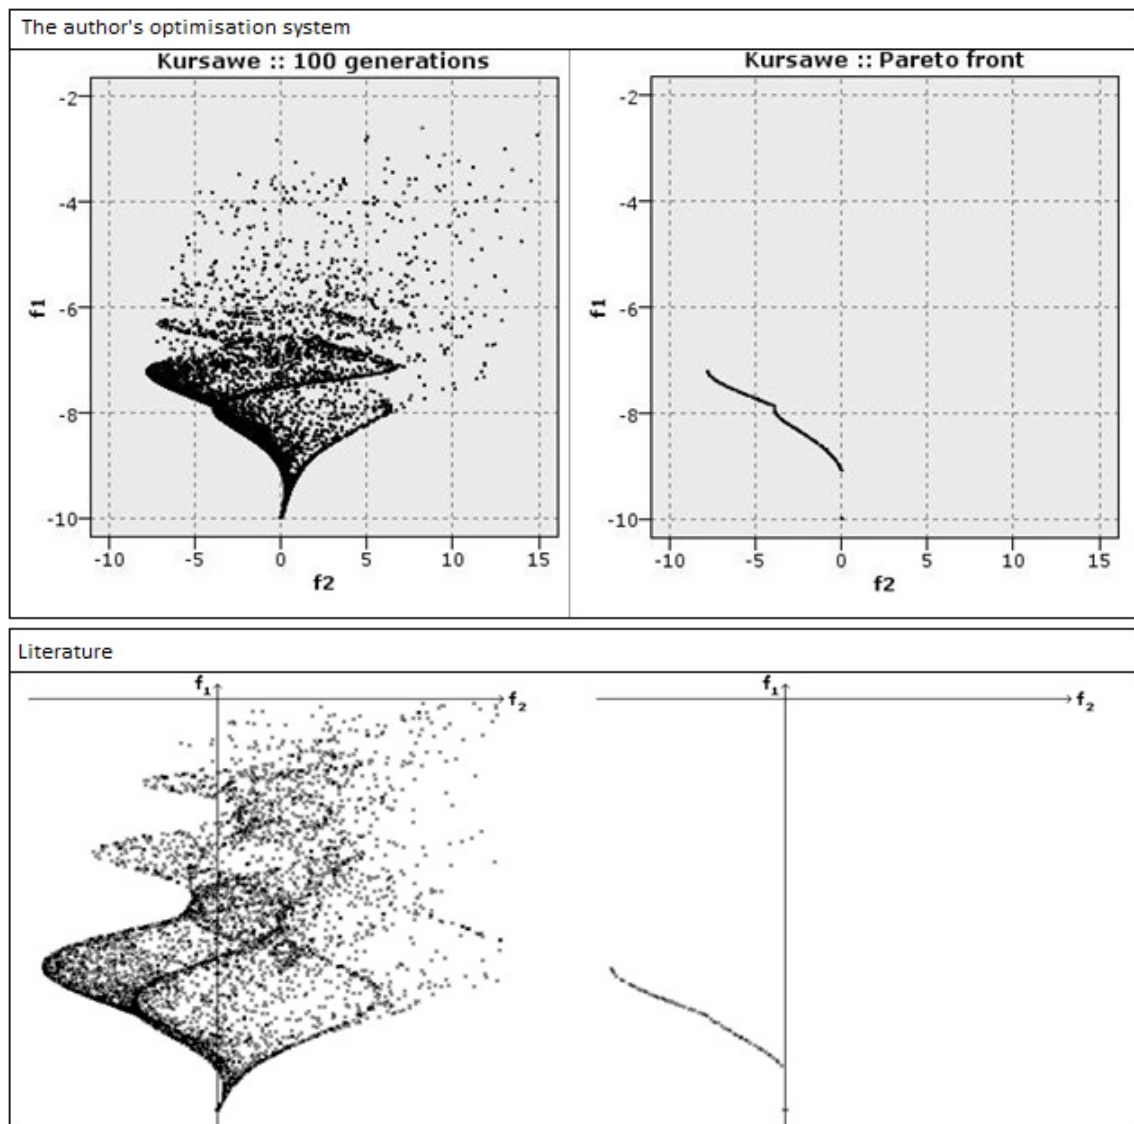 The author's optimisation system
Kursawe :: 100 generations
-2
-4
-6
-8
-10
f1
-10 -5 0 5 10 15
f2
Kursawe :: Pareto front
-2
-4
-6
-8
-10
f1
-10 -5 0 5 10 15
f2
Literature
f₁
f₂
f₁
f₂